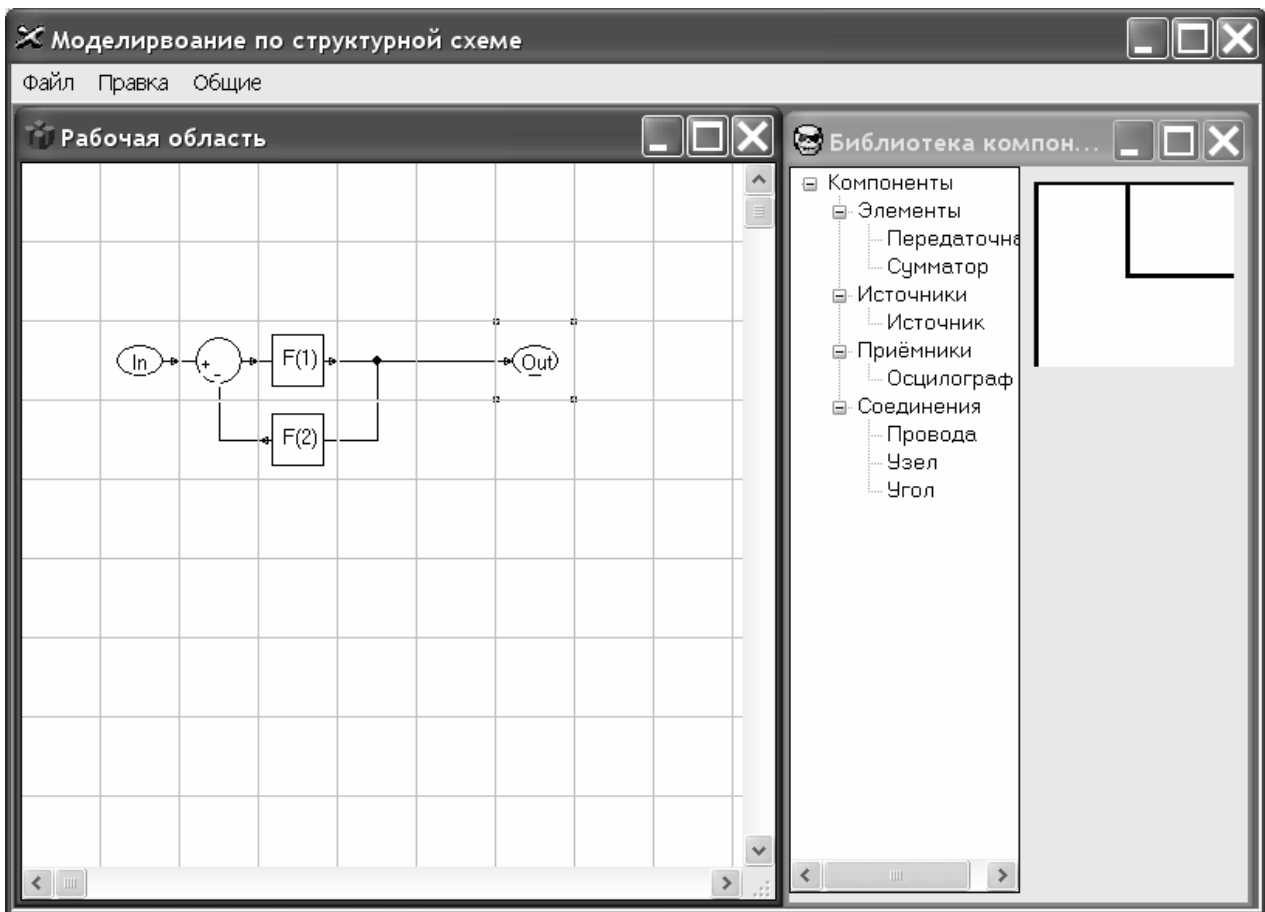 Моделирвоание по структурной схеме
Файл Правка Общие
Рабочая область
In
+
-
F(1)
Out
F(2)
Библиотека компон...
Компоненты
Элементы
Передаточна
Сумматор
Источники
Источник
Приёмники
Осцилограф
Соединения
Провода
Узел
Угол